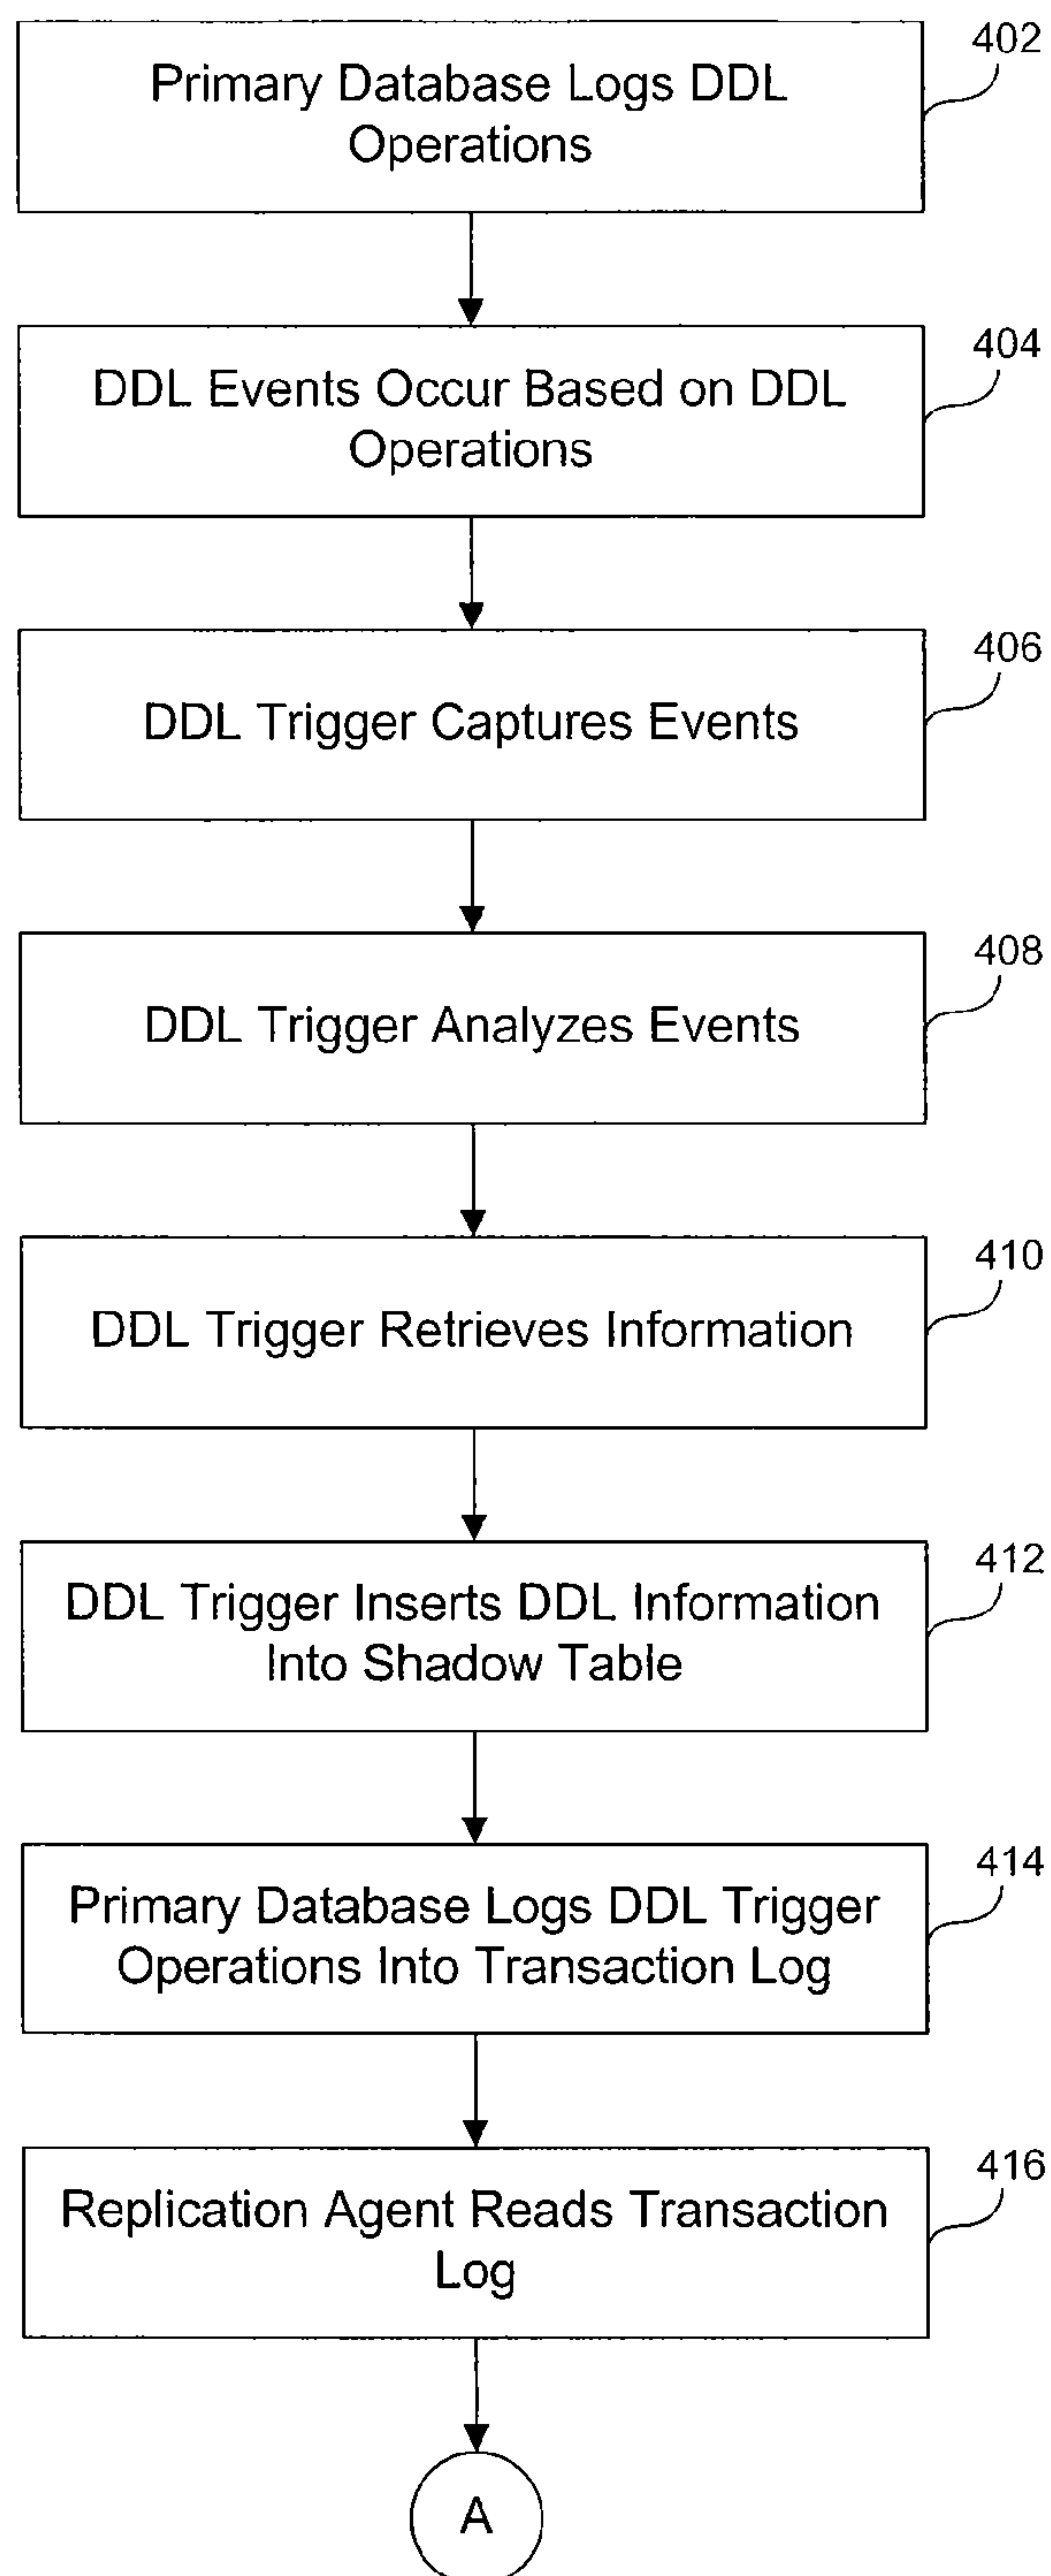 402
Primary Database Logs DDL
Operations
404
DDL Events Occur Based on DDL
Operations
406
DDL Trigger Captures Events
408
DDL Trigger Analyzes Events
410
DDL Trigger Retrieves Information
412
DDL Trigger Inserts DDL Information
Into Shadow Table
414
Primary Database Logs DDL Trigger
Operations Into Transaction Log
416
Replication Agent Reads Transaction
Log
A